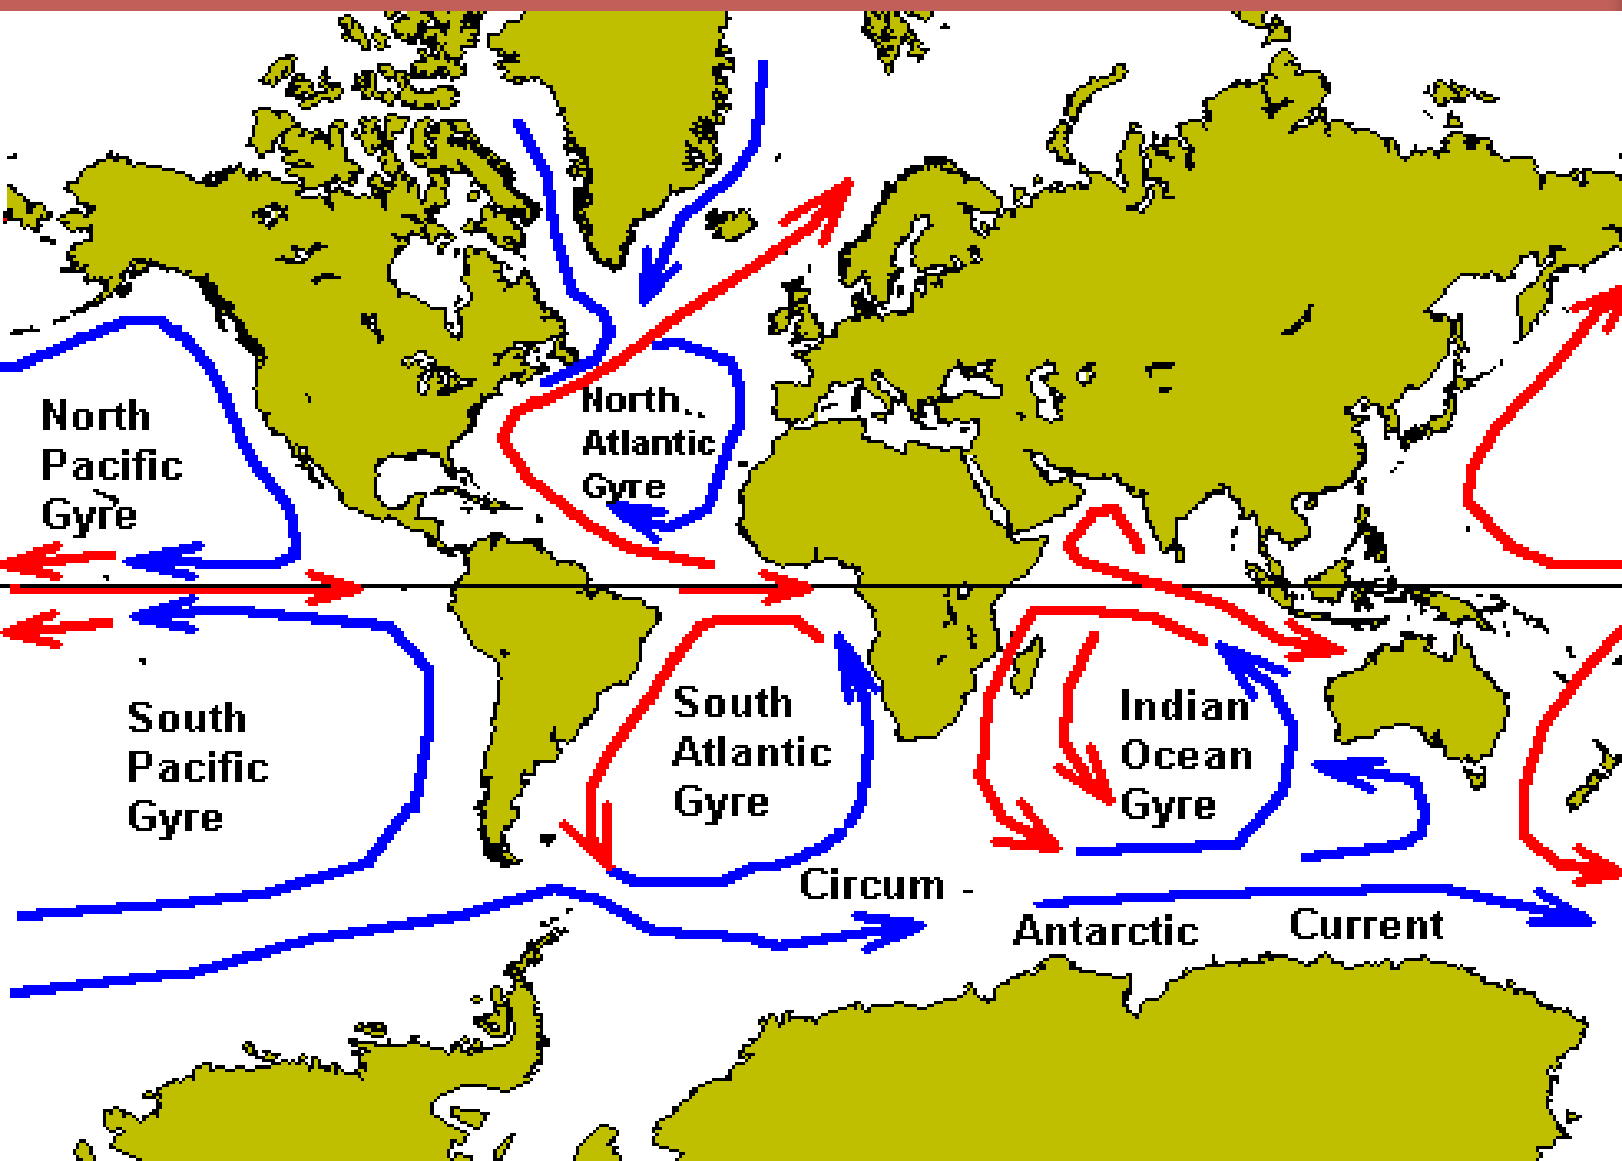 North
Pacific
Gyre
North..
Atlantic
Gyre
South
Pacific
Gyre
South
Atlantic
Gyre
Indian
Ocean
Gyre
Circum -
Antarctic
Current